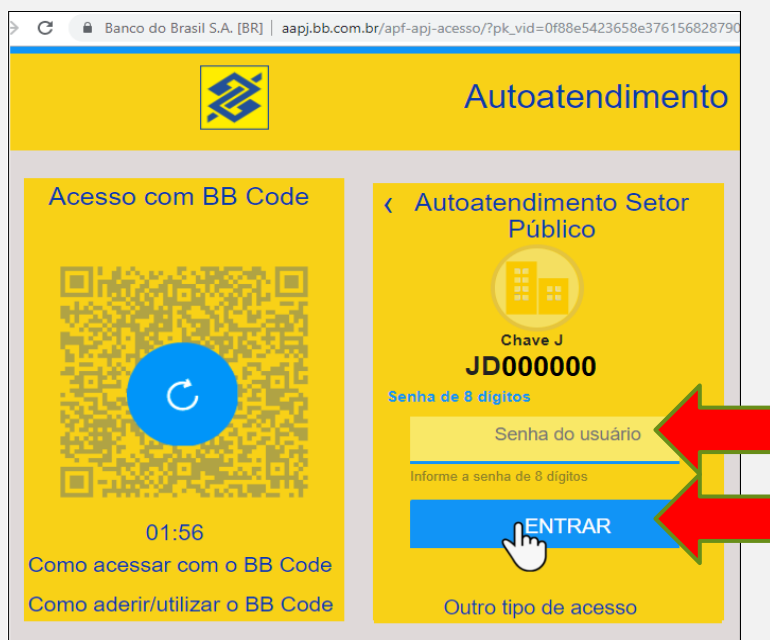 Banco do Brasil S.A. [BR] | aapj.bb.com.br/apf-apj-acesso/?pk_vid=0f88e5423658e376156828790
Autoatendimento
Acesso com BB Code
01:56
Como acessar com o BB Code
Como aderir/utilizar o BB Code
‹ Autoatendimento Setor
Público
Chave J
JD000000
Senha de 8 dígitos
Senha do usuário
Informe a senha de 8 dígitos
ENTRAR
Outro tipo de acesso